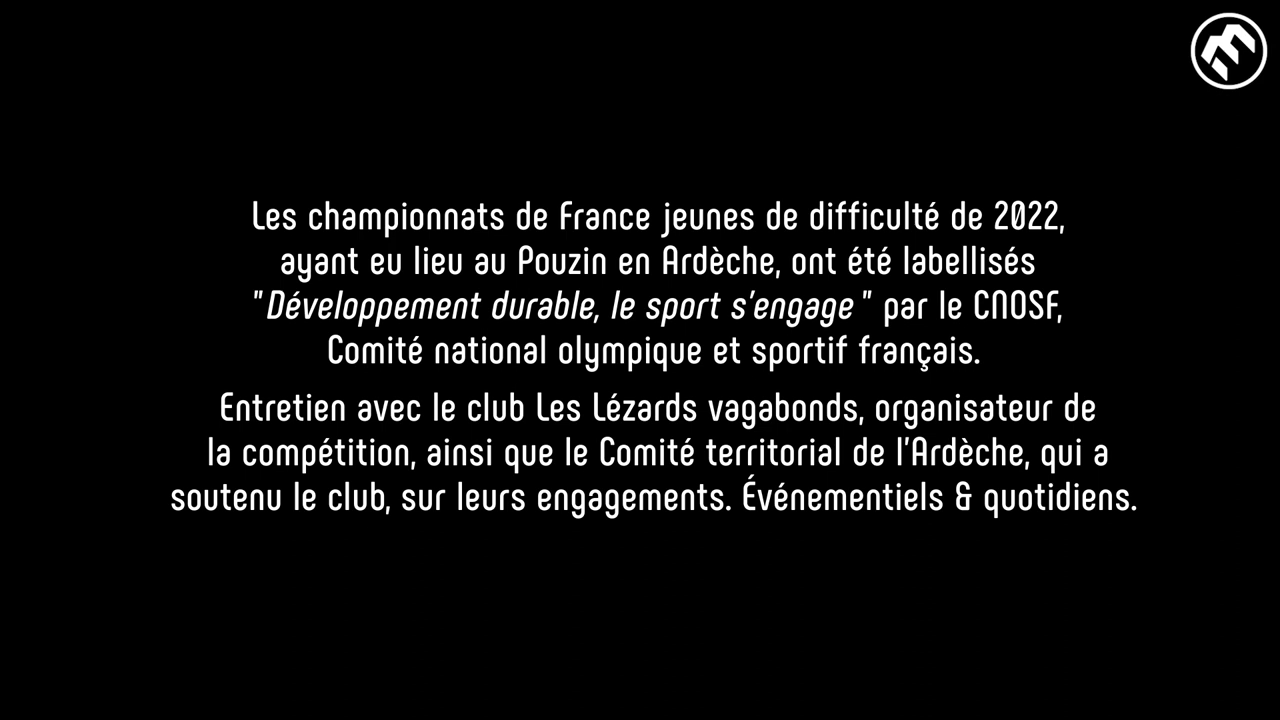 Les championnats de France jeunes de difficulté de 2022,
ayant eu lieu au Pouzin en Ardèche, ont été labellisés
"Développement durable, le sport s'engage" par le CNOSF,
Comité national olympique et sportif français.
Entretien avec le club Les Lézards vagabonds, organisateur de
la compétition, ainsi que le Comité territorial de l'Ardèche, qui a
soutenu le club, sur leurs engagements. Événementiels & quotidiens.